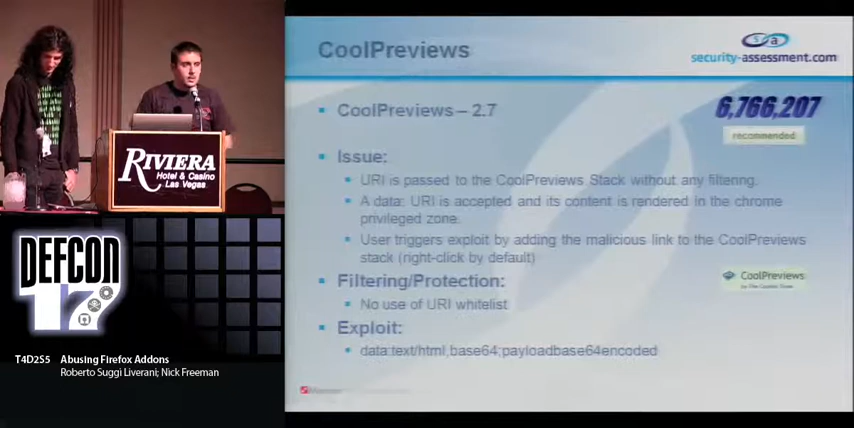 CoolPreviews
s a
security-assessment.com
CoolPreviews – 2.7
6,766,207
recommended
Issue:
URI is passed to the CoolPreviews Stack without any filtering.
A data: URI is accepted and its content is rendered in the chrome
privileged zone.
User triggers exploit by adding the malicious link to the CoolPreviews
stack (right-click by default)
CoolPreviews
Filtering/Protection:
No use of URI whitelist
Exploit:
data:text/html,base64;payloadbase64encoded
RIVIERA
Hotel & Casino
Las Vegas
DEFCON
17
T4D2S5 Abusing Firefox Addons
Roberto Suggi Liverani; Nick Freeman